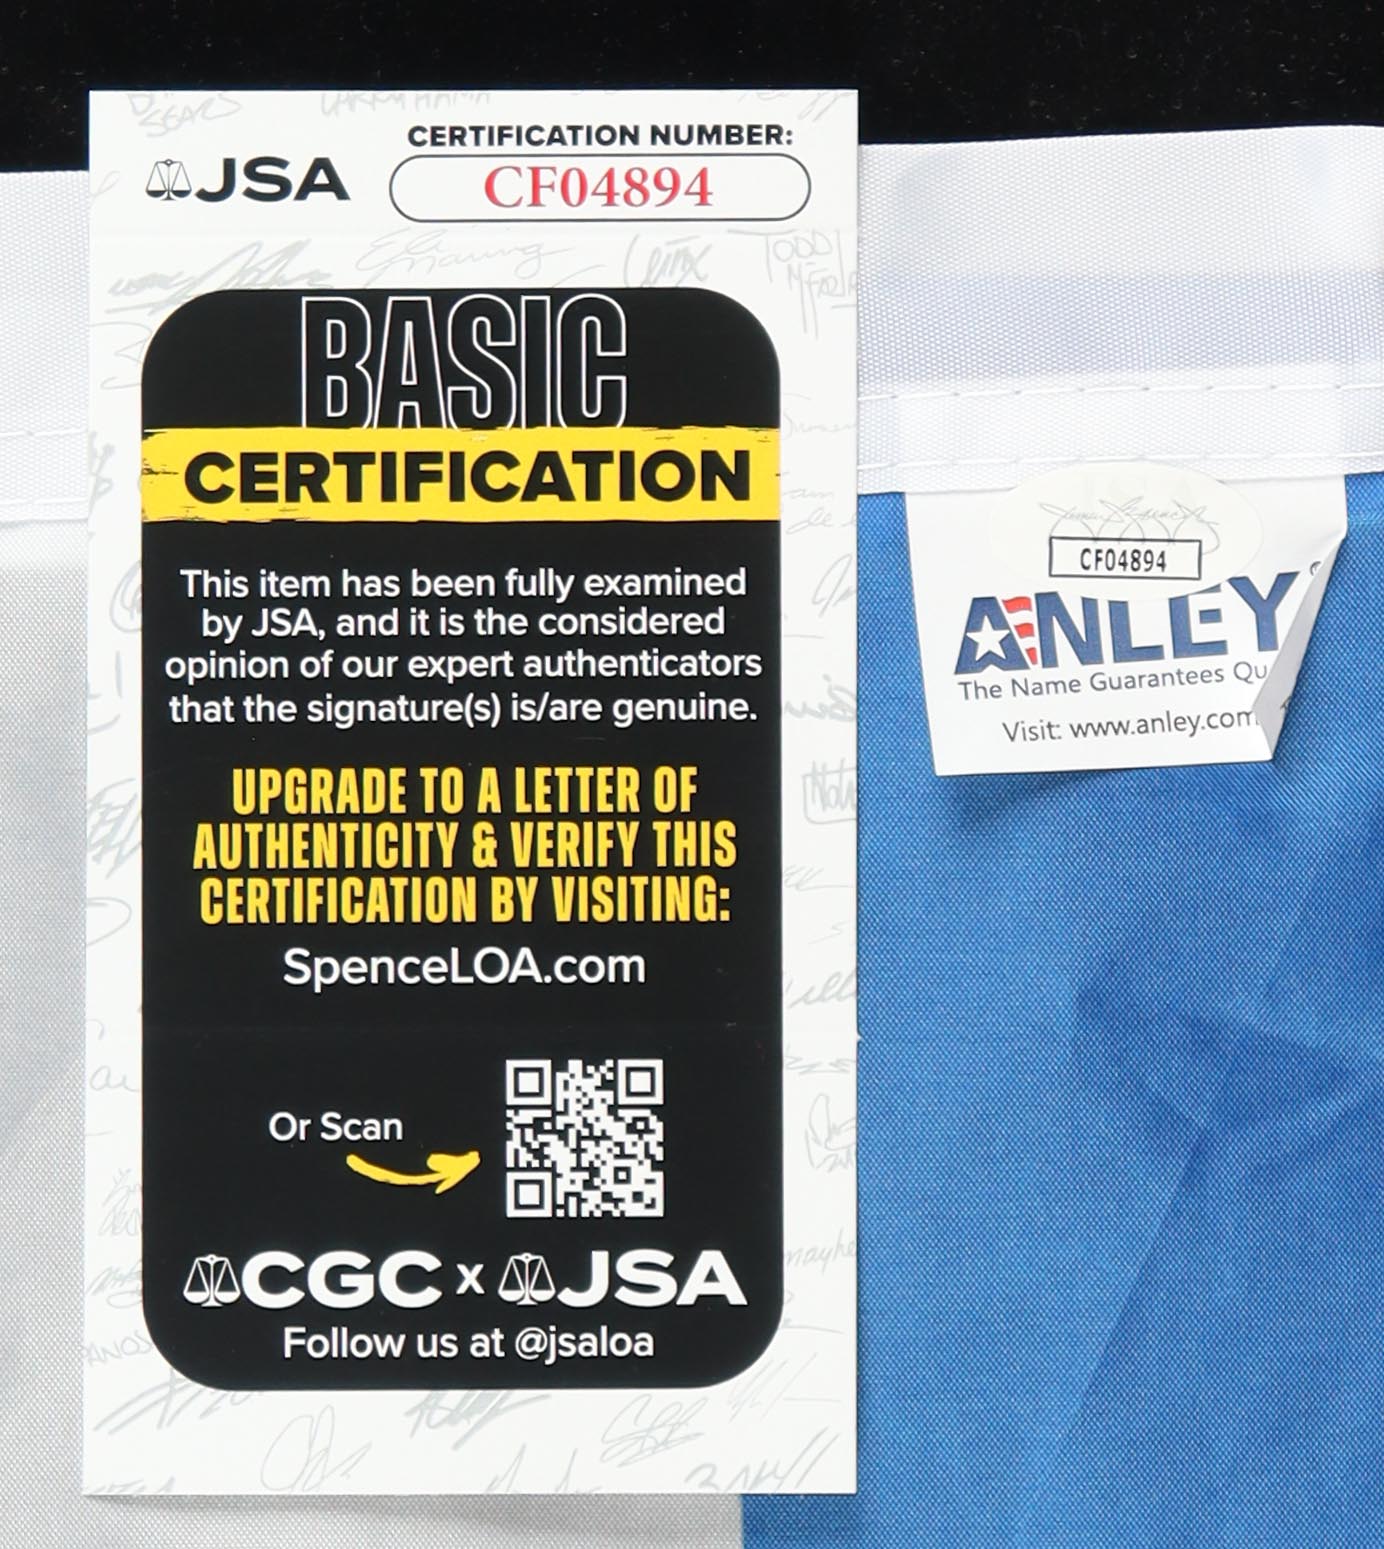 CERTIFICATION NUMBER:
JSA
CF04894
BASIC
CERTIFICATION
This item has been fully examined
by JSA, and it is the considered
opinion of our expert authenticators
that the signature(s) is/are genuine.
UPGRADE TO A LETTER OF
AUTHENTICITY & VERIFY THIS
CERTIFICATION BY VISITING:
SpenceLOA.com
Or Scan
CGC x JSA
Follow us at @jsaloa
CF04894
ANLEY
The Name Guarantees Qu
Visit: www.anley.com